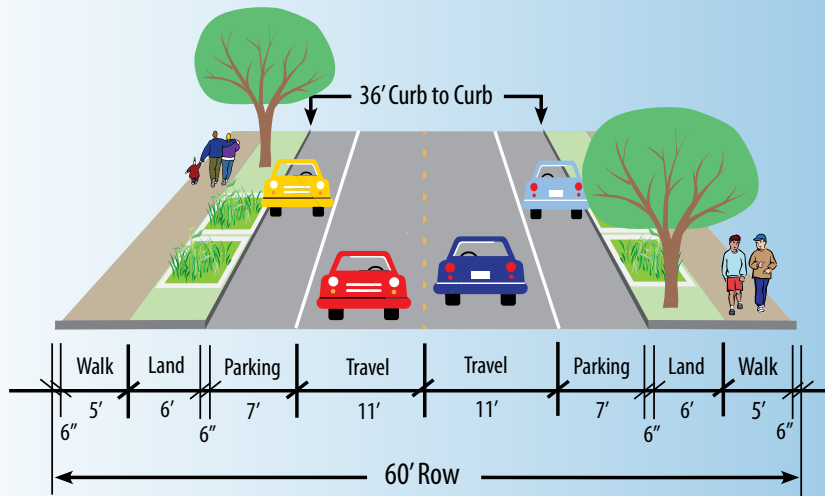 36’ Curb to Curb
Walk Land Parking Travel Travel Parking Land Walk
5’ 6’ 7’ 11’ 11’ 7’ 6’ 5’
6” 6” 6” 6”
60’ Row